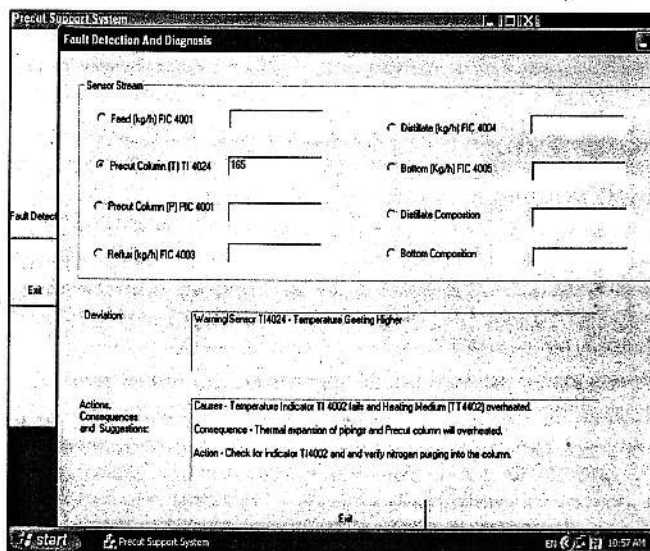 Precut Support System
Fault Detection And Diagnosis
Sensor Stream
Feed (kg/h) FIC 4001
Precut Column (T) TI 4024
165
Precut Column (P) PIC 4001
Reflux (kg/h) FIC 4003
Distillate (kg/h) FIC 4004
Bottom (Kg/h) FIC 4005
Distillate Compostion
Bottom Composition
Fault Detect
Exit
Deviation:
Warning!Sensor TI4024 - Temperature Geeting Higher
Actions,
Consequences
and Suggestions:
Causes - Temperature Indicator TI 4002 fails and Heating Medium (TT4402) overheated.
Consequence - Thermal expansion of pipings and Precut column will overheated.
Action - Check for indicator TI4002 and and verify nitrogen purging into the column.
Exit
start
Precut Support System
EN
10:57 AM